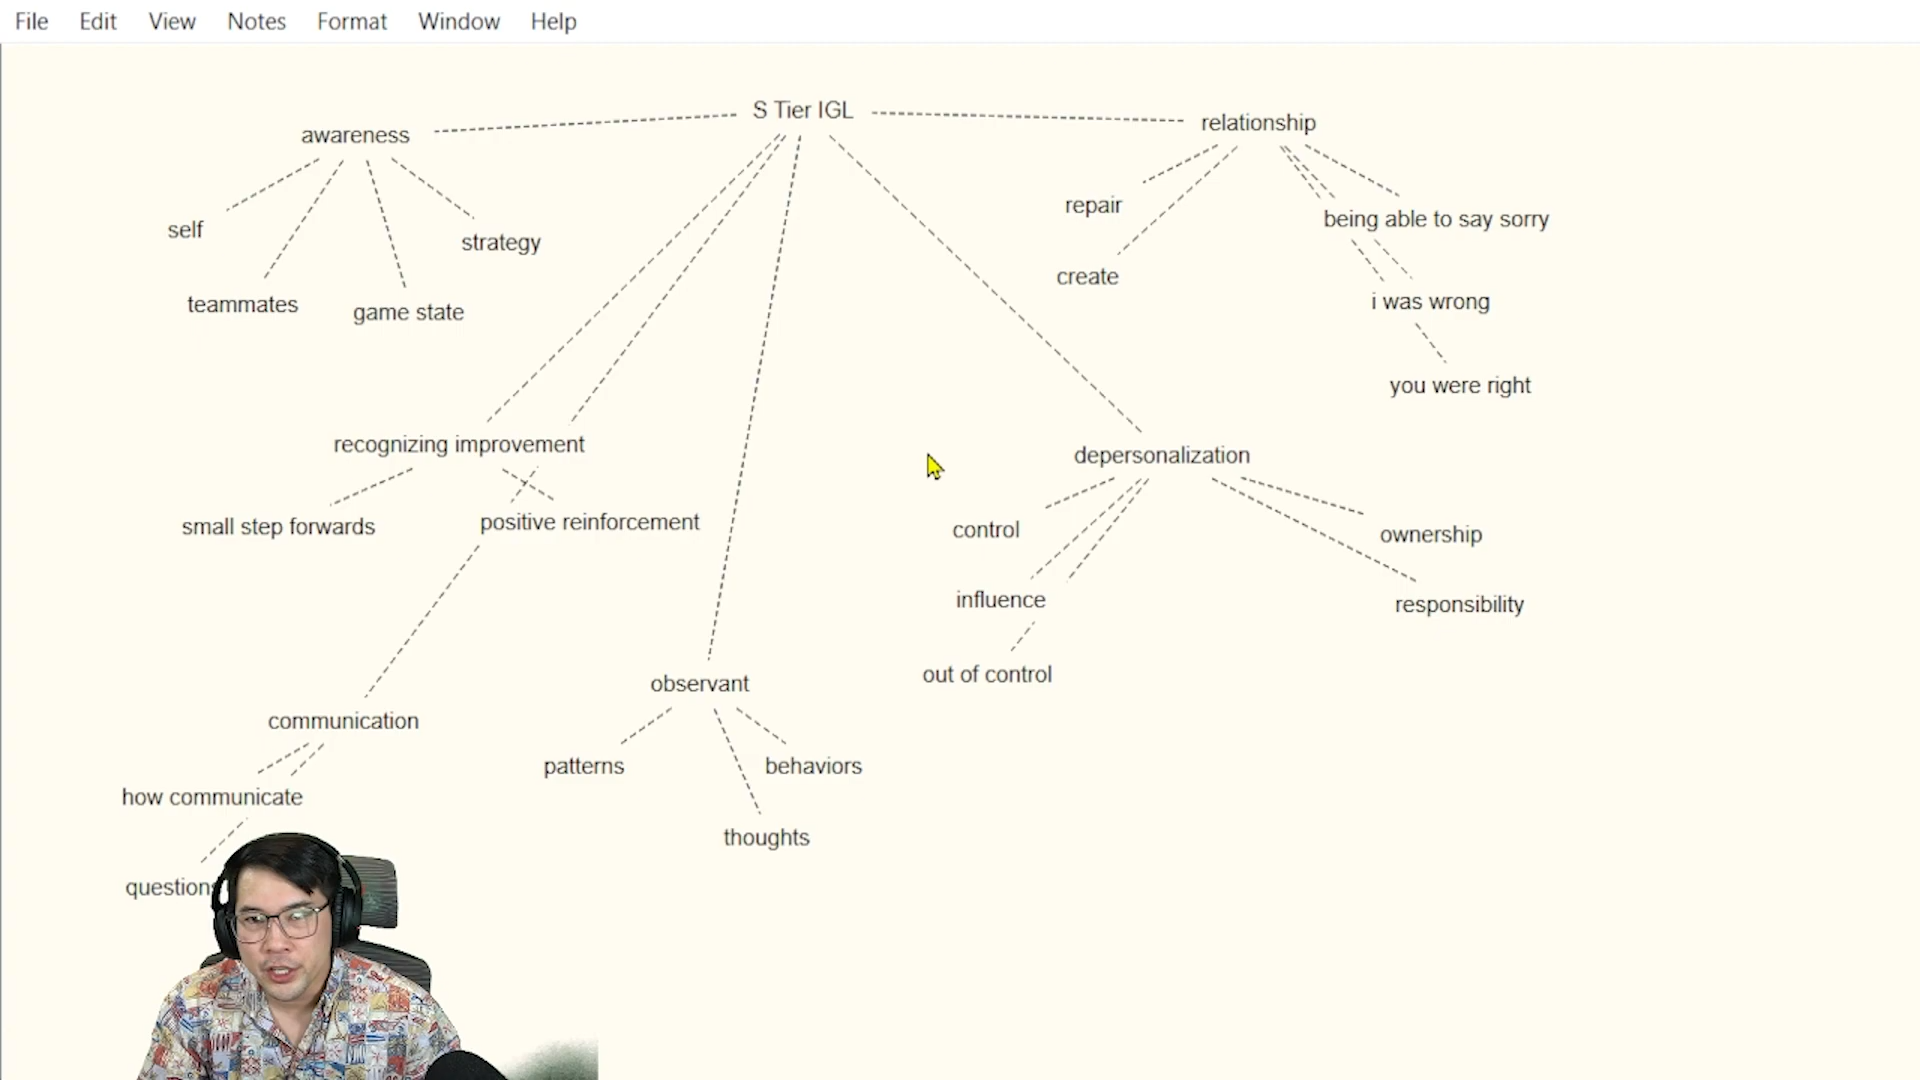 File Edit View Notes Format Window Help
S Tier IGL
awareness
relationship
self
strategy
teammates
game state
repair
being able to say sorry
create
i was wrong
you were right
recognizing improvement
small step forwards
positive reinforcement
depersonalization
control
ownership
influence
responsibility
out of control
observant
patterns
behaviors
thoughts
communication
how communicate
questions